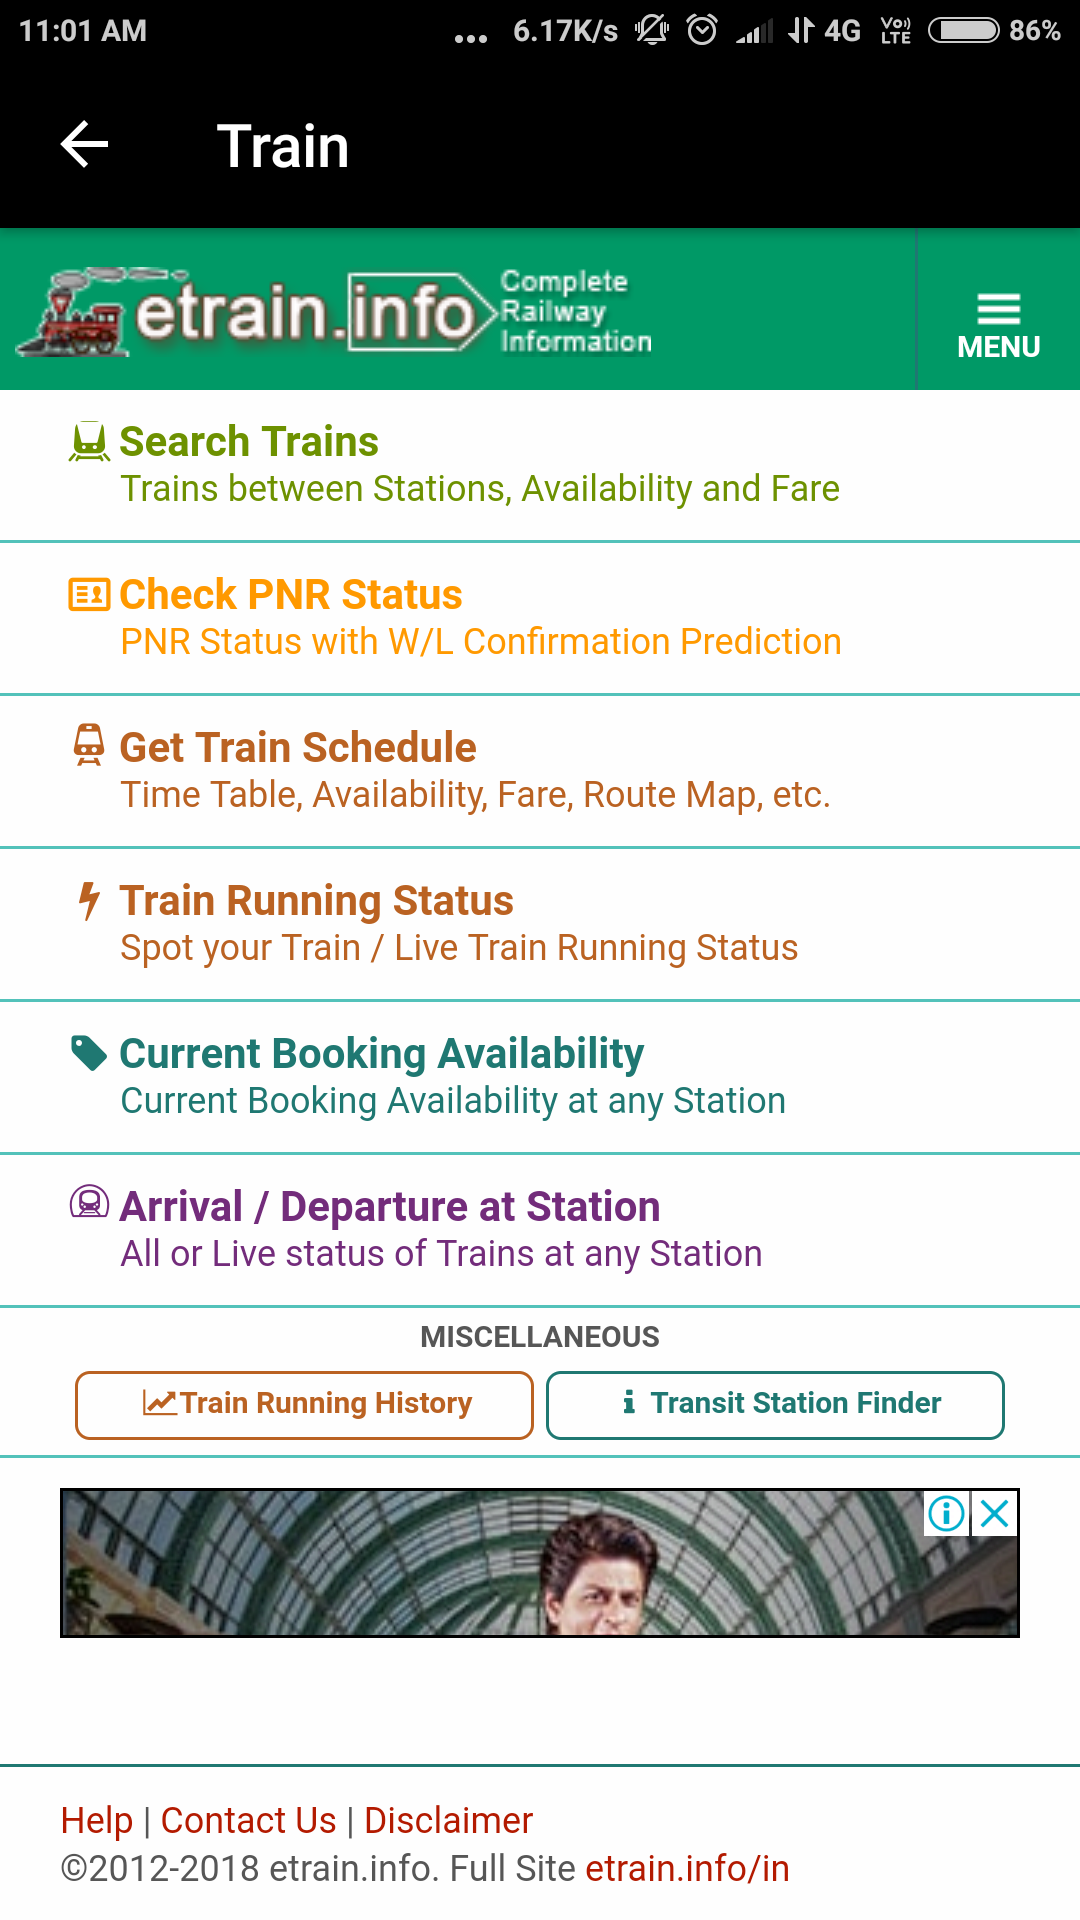 11:01 AM ... 6.17K/s 4G VoLTE 86%
Train
etrain.info Complete Railway Information
MENU
Search Trains
Trains between Stations, Availability and Fare
Check PNR Status
PNR Status with W/L Confirmation Prediction
Get Train Schedule
Time Table, Availability, Fare, Route Map, etc.
Train Running Status
Spot your Train / Live Train Running Status
Current Booking Availability
Current Booking Availability at any Station
Arrival / Departure at Station
All or Live status of Trains at any Station
MISCELLANEOUS
Train Running History
Transit Station Finder
Help | Contact Us | Disclaimer
©2012-2018 etrain.info. Full Site etrain.info/in